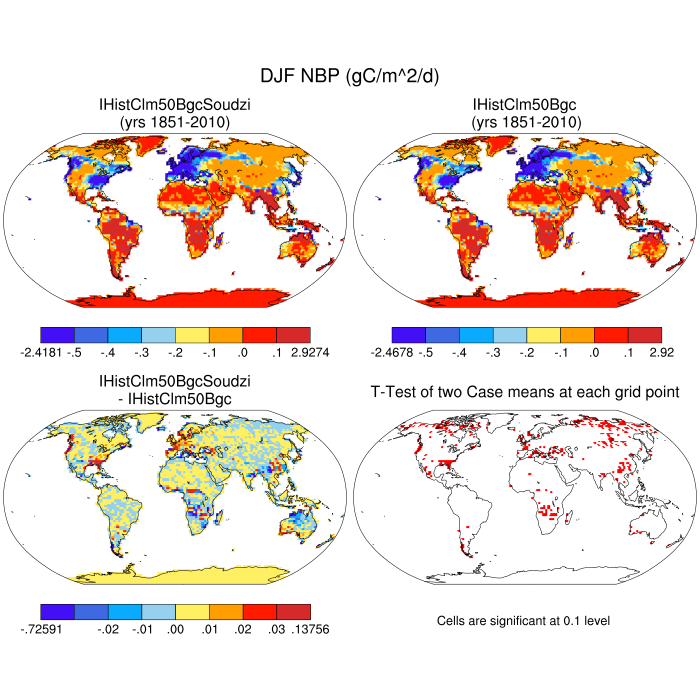 DJF NBP (gC/m^2/d)
IHistClm50BgcSoudzi
(yrs 1851-2010)
IHistClm50Bgc
(yrs 1851-2010)
-2.4181 -.5 -.4 -.3 -.2 -.1 .0 .1 2.9274
-2.4678 -.5 -.4 -.3 -.2 -.1 .0 .1 2.92
IHistClm50BgcSoudzi
- IHistClm50Bgc
T-Test of two Case means at each grid point
-.72591 -.02 -.01 .00 .01 .02 .03 .13756
Cells are significant at 0.1 level